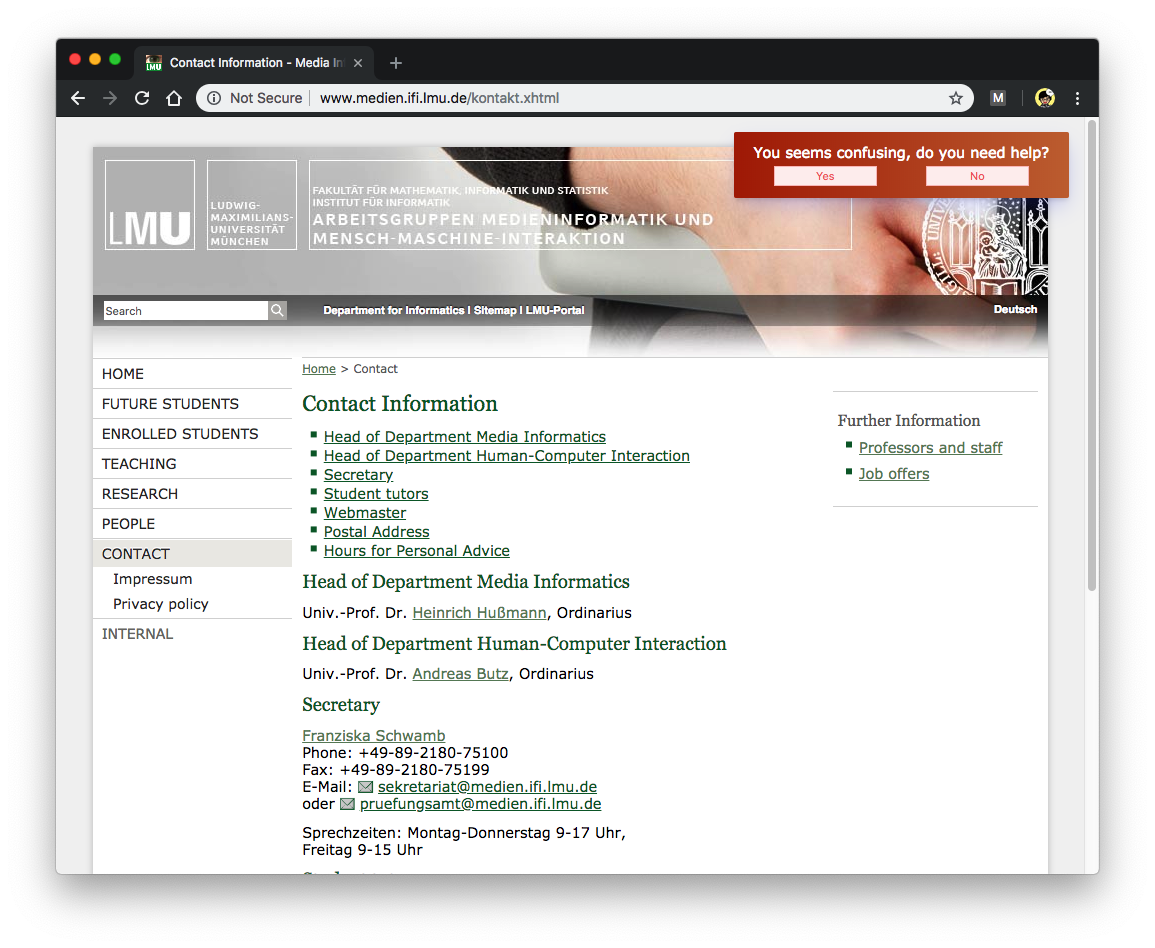 Contact Information - Media In
Not Secure
www.medien.ifi.lmu.de/kontakt.xhtml
M
You seems confusing, do you need help?
Yes
No
LMU
LUDWIG-
MAXIMILIANS-
UNIVERSITÄT
MÜNCHEN
FAKULTÄT FÜR MATHEMATIK, INFORMATIK UND STATISTIK
INSTITUT FÜR INFORMATIK
ARBEITSGRUPPEN MEDIENINFORMATIK UND
MENSCH-MASCHINE-INTERAKTION
Search
Department for Informatics | Sitemap | LMU-Portal
Deutsch
HOME
FUTURE STUDENTS
ENROLLED STUDENTS
TEACHING
RESEARCH
PEOPLE
CONTACT
Impressum
Privacy policy
INTERNAL
Home > Contact
Contact Information
Head of Department Media Informatics
Head of Department Human-Computer Interaction
Secretary
Student tutors
Webmaster
Postal Address
Hours for Personal Advice
Head of Department Media Informatics
Univ.-Prof. Dr. Heinrich Hußmann, Ordinarius
Head of Department Human-Computer Interaction
Univ.-Prof. Dr. Andreas Butz, Ordinarius
Secretary
Franziska Schwamb
Phone: +49-89-2180-75100
Fax: +49-89-2180-75199
E-Mail: sekretariat@medien.ifi.lmu.de
oder pruefungsamt@medien.ifi.lmu.de
Sprechzeiten: Montag-Donnerstag 9-17 Uhr,
Freitag 9-15 Uhr
Further Information
Professors and staff
Job offers